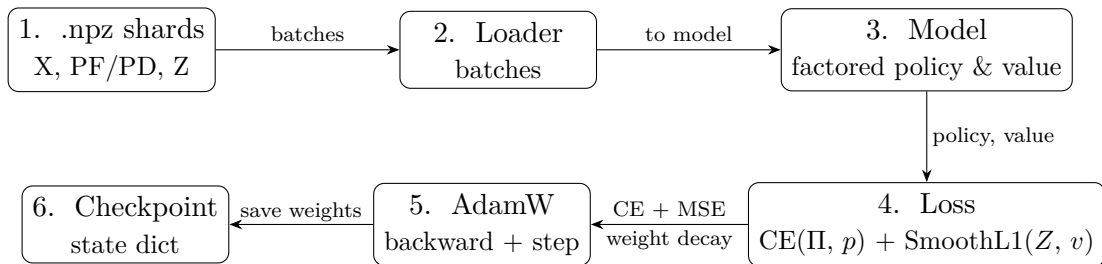 1. .npz shards
X, PF/PD, Z
batches
2. Loader
batches
to model
3. Model
factored policy & value
policy, value
4. Loss
CE(Π, p) + SmoothL1(Z, v)
CE + MSE
weight decay
5. AdamW
backward + step
save weights
6. Checkpoint
state dict